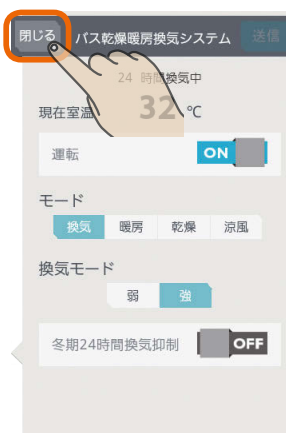 閉じる バス乾燥暖房換気システム 送信
24 時間換気中
現在室温 32 ℃
運転 ON
モード
換気 暖房 乾燥 涼風
換気モード
弱 強
冬期24時間換気抑制 OFF